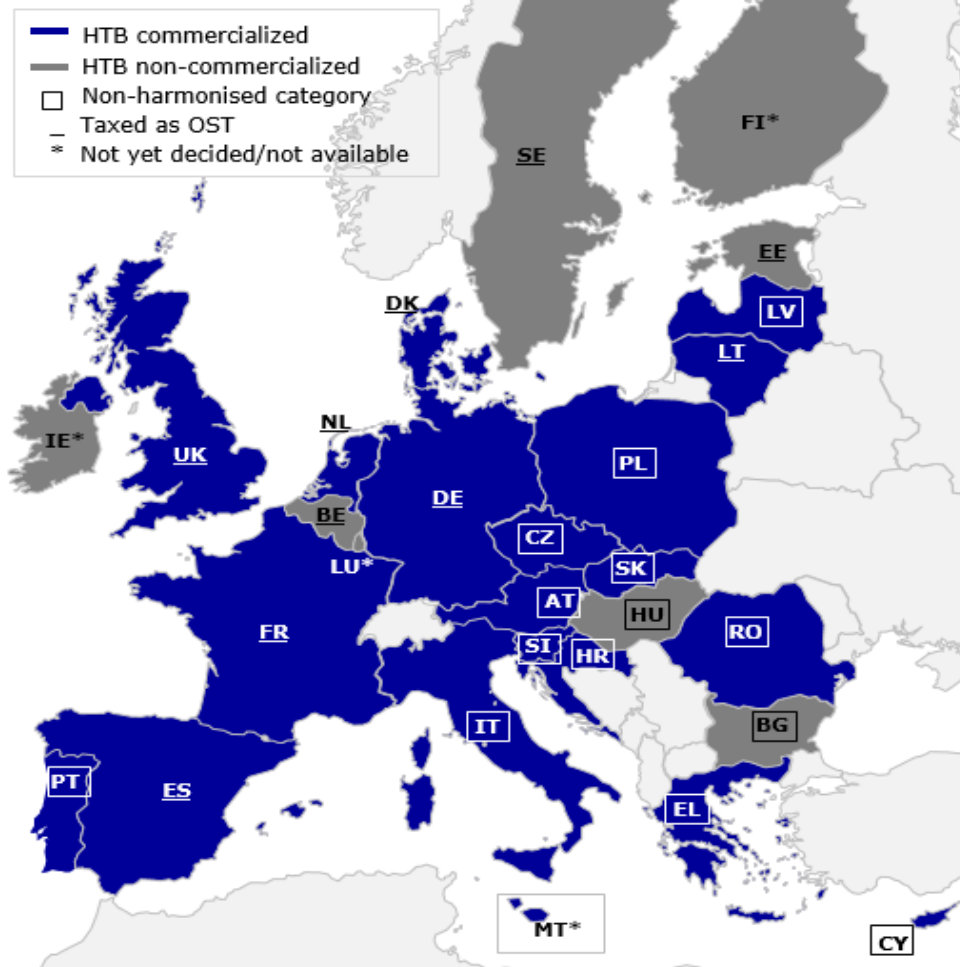 HTB commercialized
HTB non-commercialized
Non-harmonised category
_ Taxed as OST
* Not yet decided/not available
FI*
SE
EE
DK
LV
LT
NL
IE*
UK
PL
DE
BE
CZ
LU*
SK
AT
HU
FR
RO
SI
HR
IT
BG
PT
ES
EL
MT*
CY